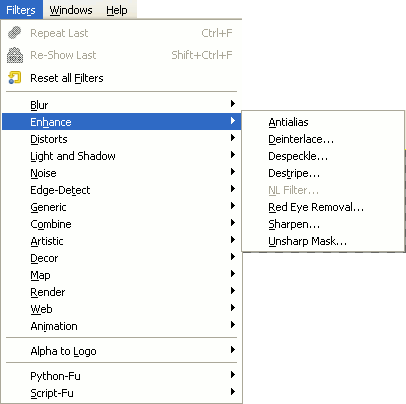 Filters Windows Help
Repeat Last Ctrl+F
Re-Show Last Shift+Ctrl+F
Reset all Filters
Blur
Enhance
Distorts
Light and Shadow
Noise
Edge-Detect
Generic
Combine
Artistic
Decor
Map
Render
Web
Animation
Alpha to Logo
Python-Fu
Script-Fu
Antialias
Deinterlace...
Despeckle...
Destripe...
NL Filter...
Red Eye Removal...
Sharpen...
Unsharp Mask...